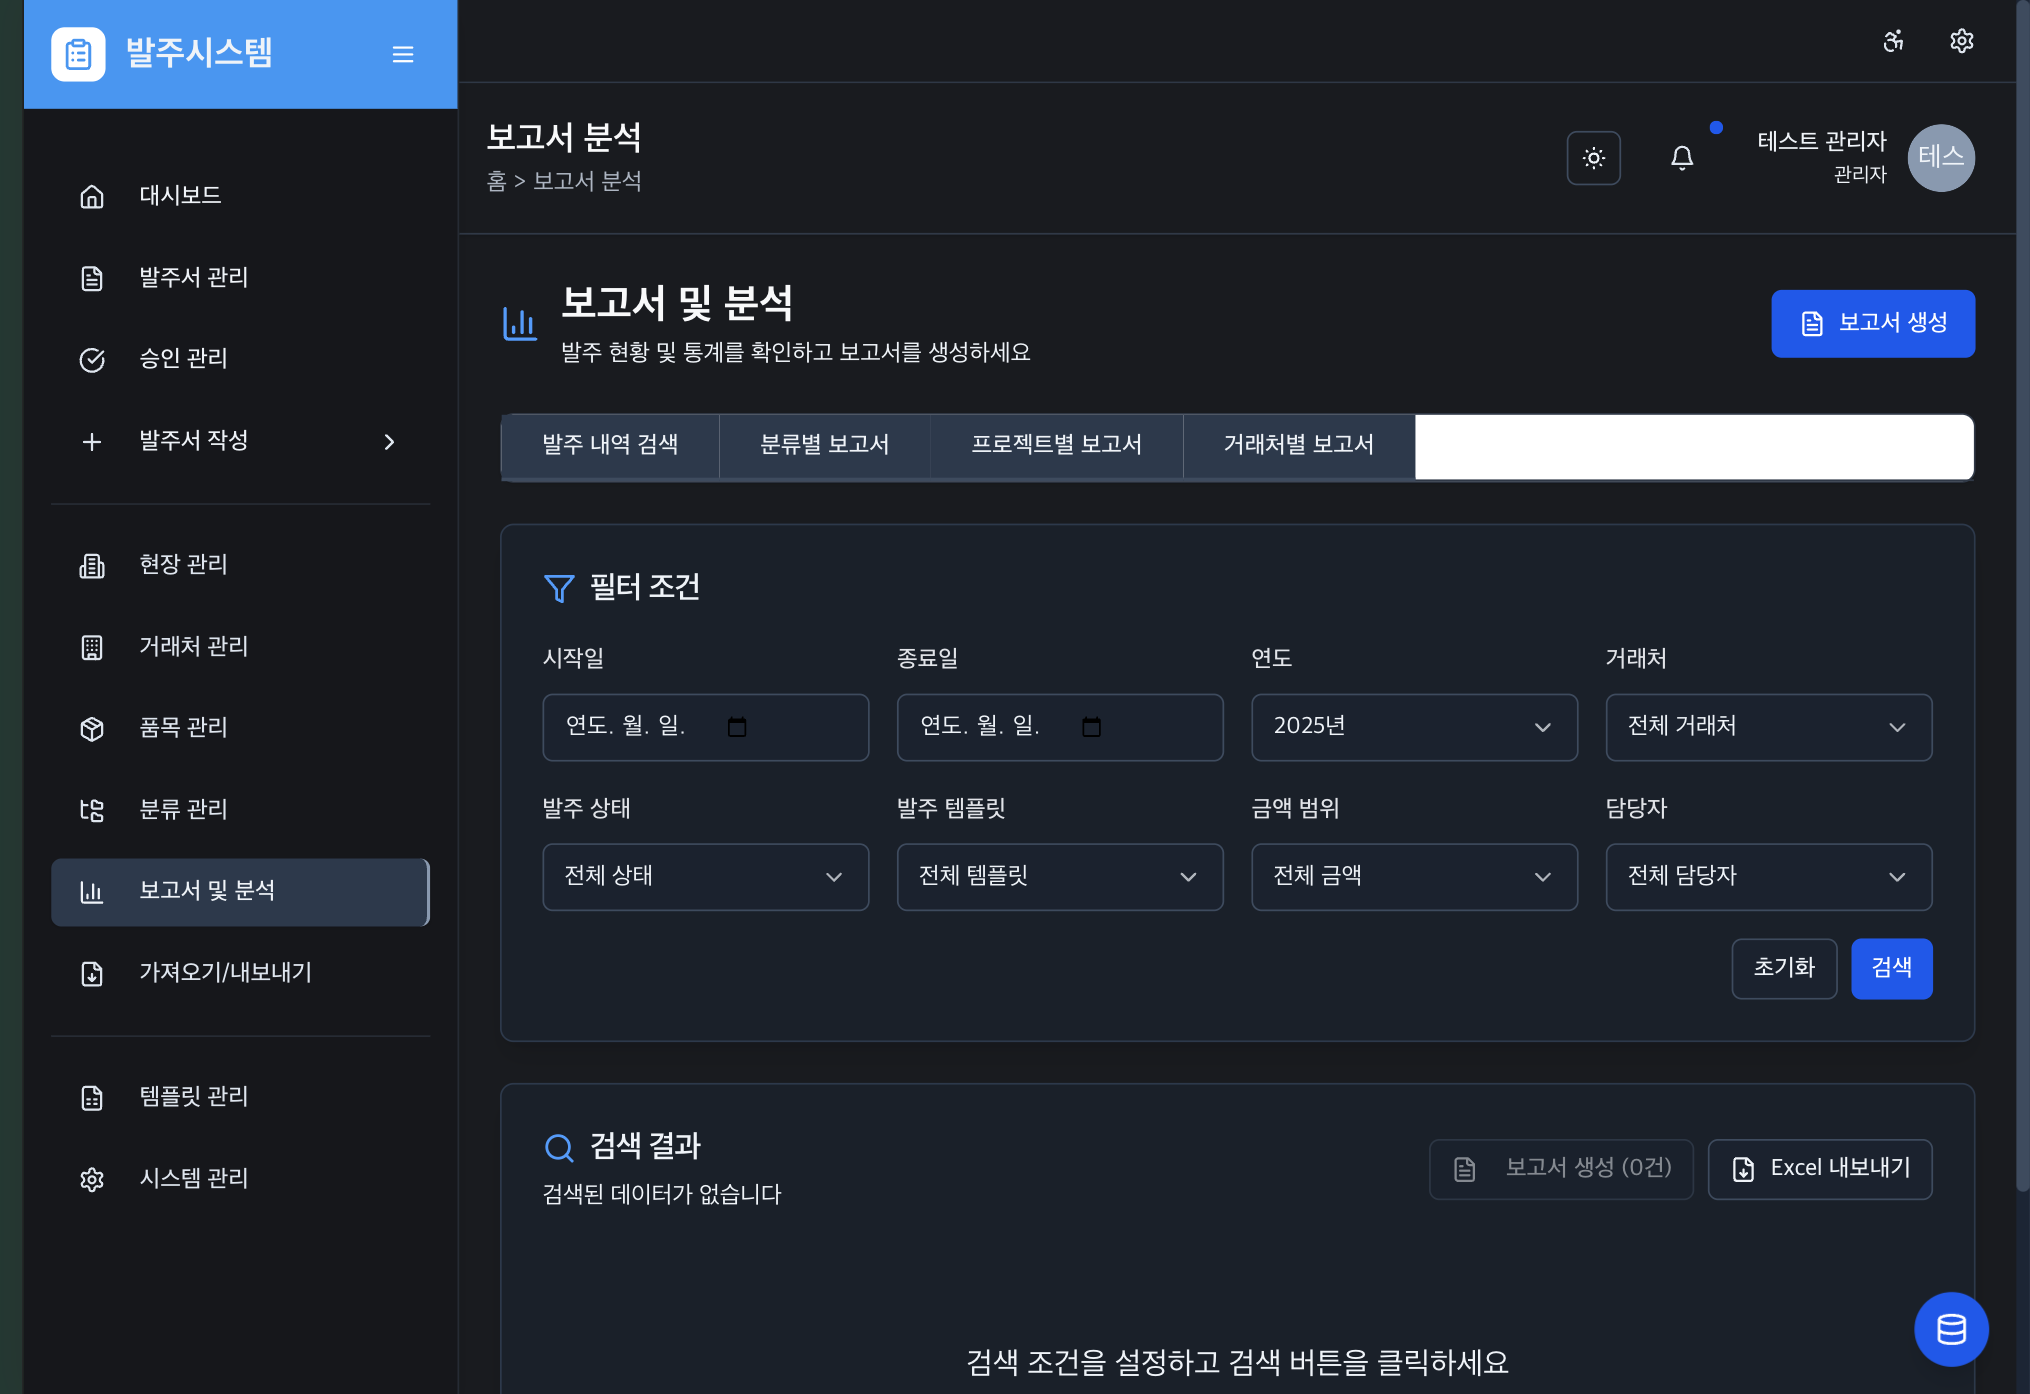 발주시스템
대시보드
발주서 관리
승인 관리
발주서 작성
현장 관리
거래처 관리
품목 관리
분류 관리
보고서 및 분석
가져오기/내보내기
템플릿 관리
시스템 관리
보고서 분석
홈 > 보고서 분석
테스트 관리자
관리자
테스
보고서 및 분석
발주 현황 및 통계를 확인하고 보고서를 생성하세요
보고서 생성
발주 내역 검색 분류별 보고서 프로젝트별 보고서 거래처별 보고서
필터 조건
시작일 종료일 연도 거래처
연도. 월. 일. 연도. 월. 일. 2025년 전체 거래처
발주 상태 발주 템플릿 금액 범위 담당자
전체 상태 전체 템플릿 전체 금액 전체 담당자
초기화 검색
검색 결과
검색된 데이터가 없습니다
보고서 생성 (0건) Excel 내보내기
검색 조건을 설정하고 검색 버튼을 클릭하세요